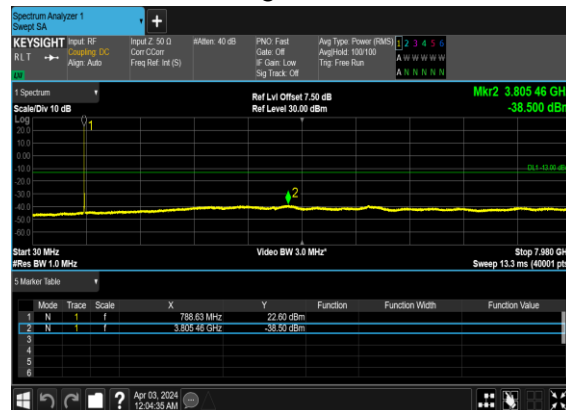 Spectrum Analyzer 1
Swept SA
+
KEYSIGHT Input: RF Input Z: 50 Ω #Atten: 40 dB PNO: Fast Avg Type: Power (RMS) 1 2 3 4 5 6
RLT Coupling: DC Corr CCorr Gate: Off Avg|Hold: 100/100 A W W W W W
Align: Auto Freq Ref: Int (S) IF Gain: Low Trig: Free Run
LW Sig Track: Off A N N N N N
1 Spectrum Ref Lvl Offset 7.50 dB Mkr2 3.805 46 GH
Scale/Div 10 dB Ref Level 30.00 dBm -38.500 dBr
Log
1
20.0
10.0
0.00
-10.0 DL1 -13.00 dB
-20.0
-30.0 2
-40.0
-50.0
-60.0
Start 30 MHz Video BW 3.0 MHz* Stop 7.980 GH
#Res BW 1.0 MHz Sweep 13.3 ms (40001 pt
5 Marker Table
Mode Trace Scale X Y Function Function Width Function Value
1 N 1 f 788.63 MHz 22.60 dBm
2 N 1 f 3.805 46 GHz -38.50 dBm
3
4
5
6
? Apr 03, 2024
12:04:35 AM